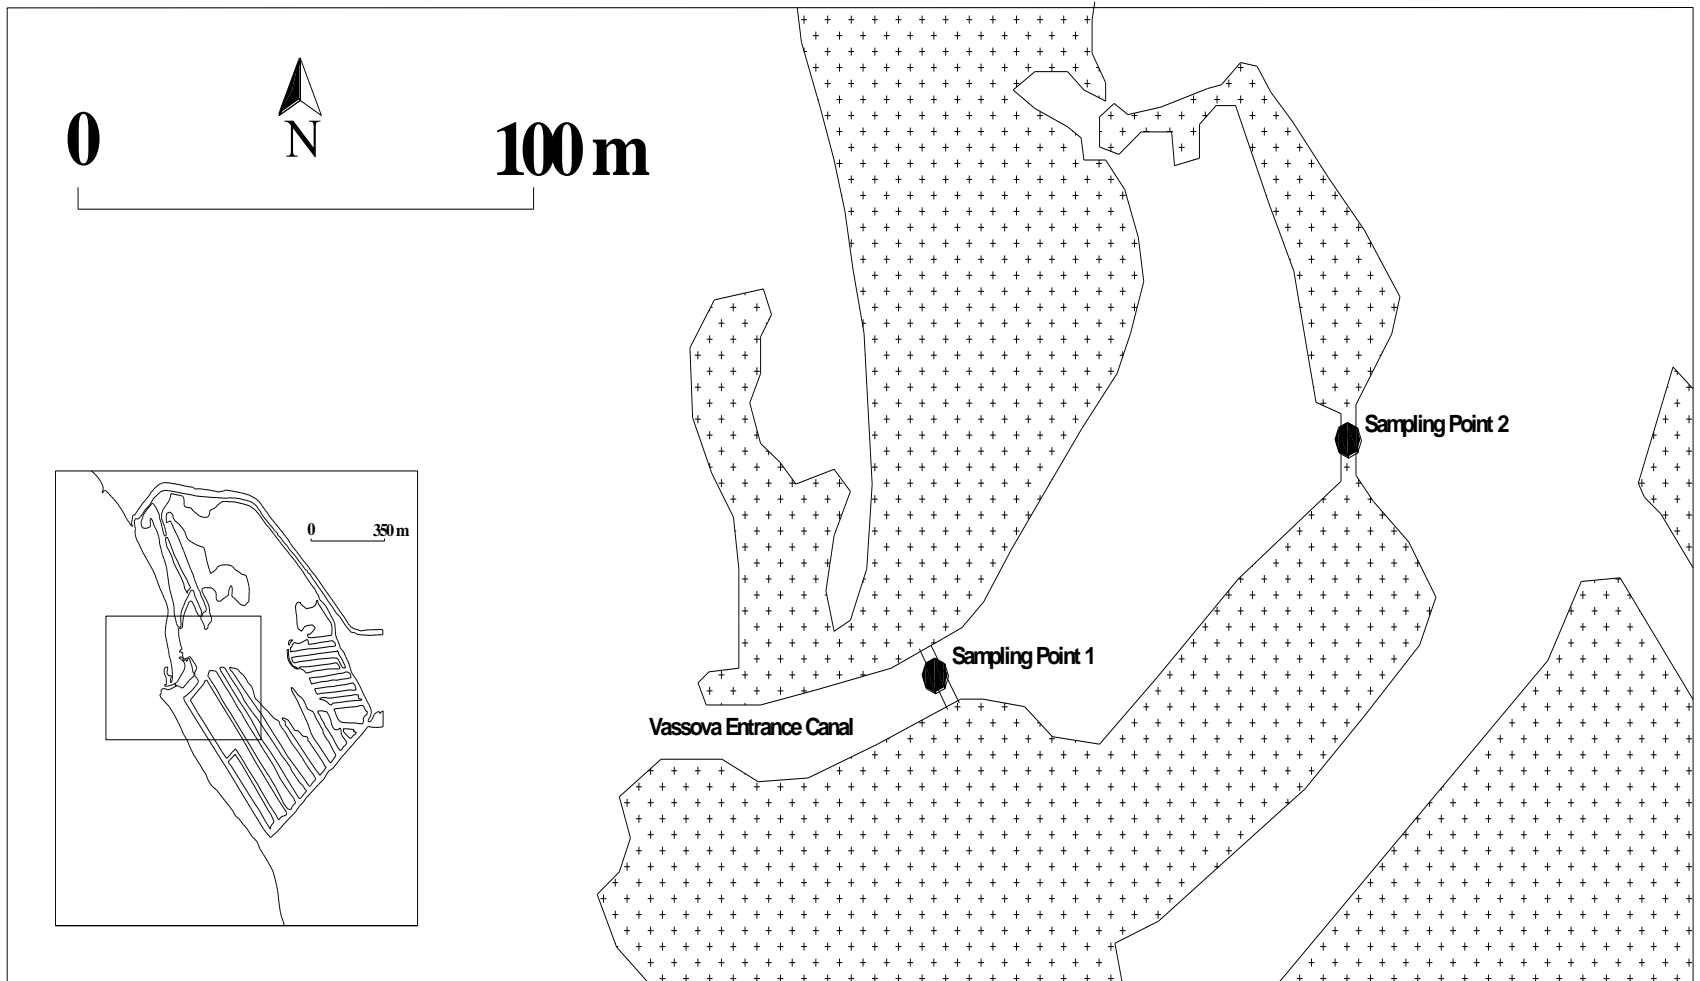 0
100 m
N
Sampling Point 2
0
350 m
Sampling Point 1
Vassova Entrance Canal